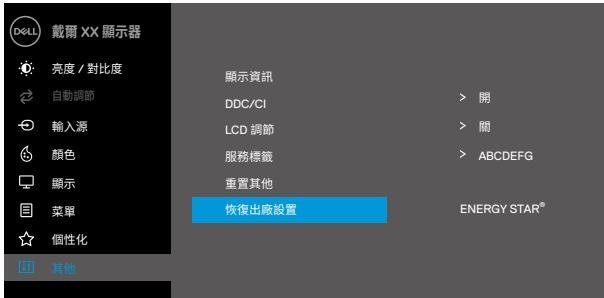 DELL
戴爾 XX 顯示器
亮度 / 對比度
自動調節
輸入源
顏色
顯示
菜單
個性化
其他
顯示資訊
DDC/CI > 開
LCD 調節 > 關
服務標籤 > ABCDEFG
重置其他
恢復出廠設置 ENERGY STAR®